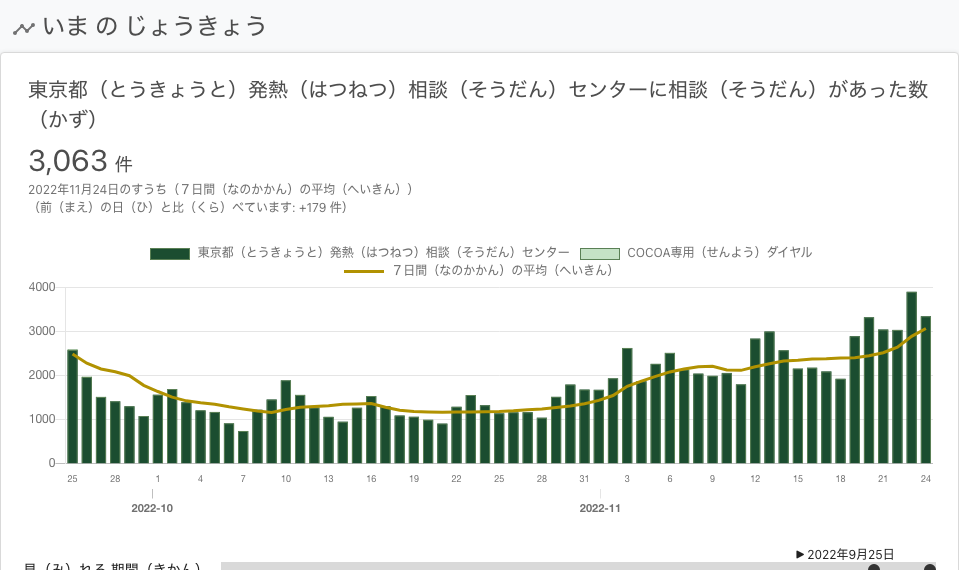 いま の じょうきょう
東京都（とうきょうと）発熱（はつねつ）相談（そうだん）センターに相談（そうだん）があった数
（かず）
3,063 件
2022年11月24日のすうち（７日間（なのかかん）の平均（へいきん））
（前（まえ）の日（ひ）と比（くら）べています: +179 件）
東京都（とうきょうと）発熱（はつねつ）相談（そうだん）センター COCOA専用（せんよう）ダイヤル
７日間（なのかかん）の平均（へいきん）
4000
3000
2000
1000
0
25 28 1 4 7 10 13 16 19 22 25 28 31 3 6 9 12 15 18 21 24
2022-10 2022-11
▶2022年9月25日
見（み）れる 期間（きかん）